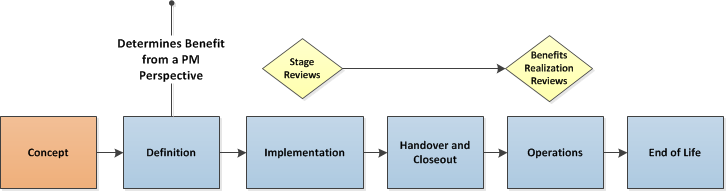 Determines Benefit
from a PM
Perspective
Stage
Reviews
Benefits
Realization
Reviews
Concept
Definition
Implementation
Handover and
Closeout
Operations
End of Life